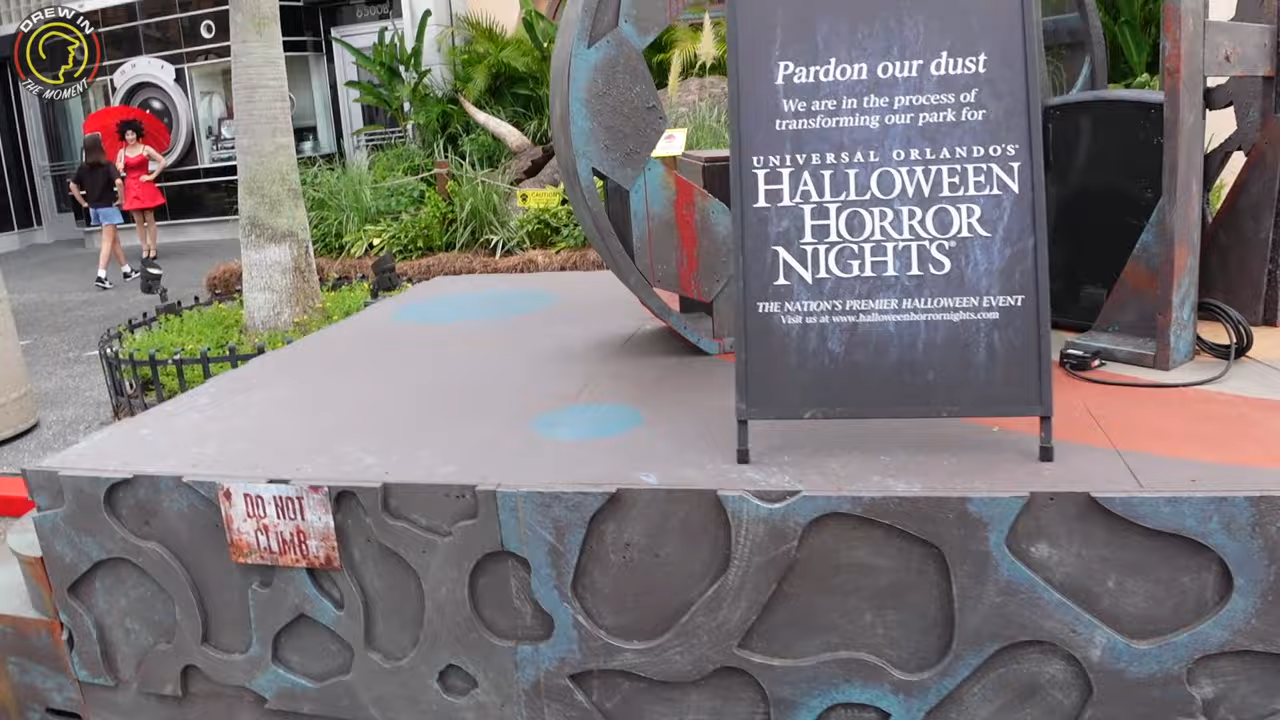 DREW IN
THE MOMENT
6500B
Pardon our dust
We are in the process of
transforming our park for
UNIVERSAL ORLANDO'S®
HALLOWEEN
HORROR
NIGHTS®
THE NATION'S PREMIER HALLOWEEN EVENT
Visit us at www.halloweenhorrornights.com
CAUTION
DO NOT
CLIMB